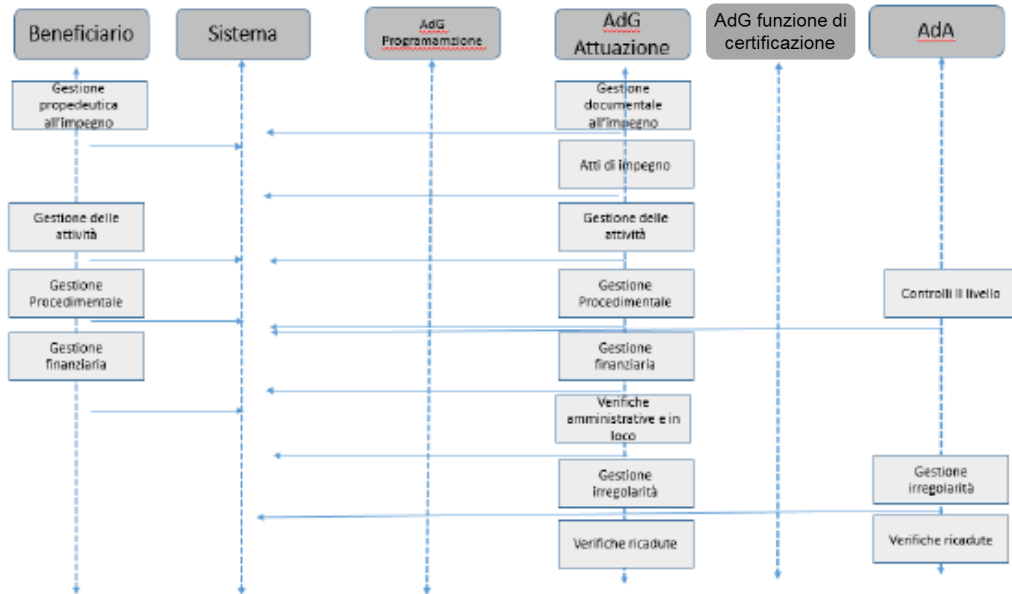 Beneficiario
Sistema
AdG
Programamzione
AdG
Attuazione
AdG funzione di
certificazione
AdA
Gestione
propedeutica
all'impegno
Gestione
documentale
all'impegno
Atti di impegno
Gestione delle
attività
Gestione delle
attività
Gestione
Procedimentale
Gestione
Procedimentale
Controlli II livello
Gestione
finanziaria
Gestione
finanziaria
Verifiche
amministrative e in
loco
Gestione
irregolarità
Gestione
irregolarità
Verifiche ricadute
Verifiche ricadute